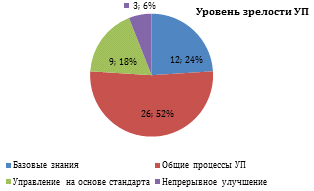 3; 6%
Уровень зрелости УП
9; 18%
12; 24%
26; 52%
Базовые знания
Общие процессы УП
Управление на основе стандарта
Непрерывное улучшение